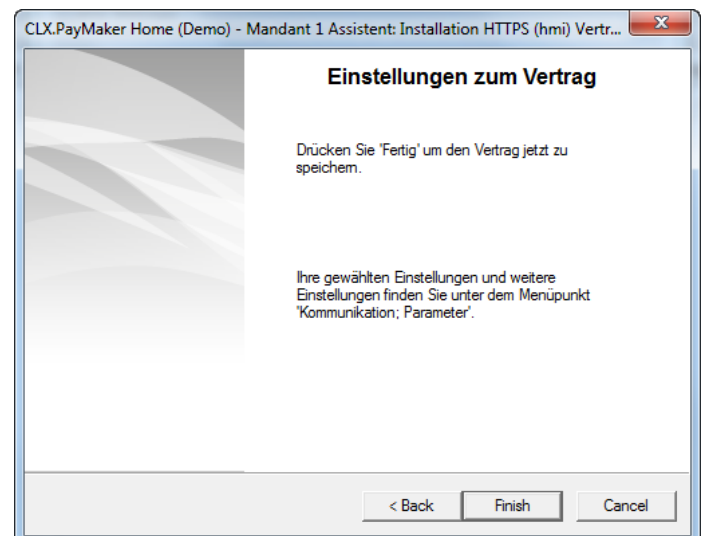 CLX.PayMaker Home (Demo) - Mandant 1 Assistent: Installation HTTPS (hmi) Vertr...
Einstellungen zum Vertrag
Drücken Sie 'Fertig' um den Vertrag jetzt zu
speichern.
Ihre gewählten Einstellungen und weitere
Einstellungen finden Sie unter dem Menüpunkt
'Kommunikation; Parameter'.
< Back
Finish
Cancel